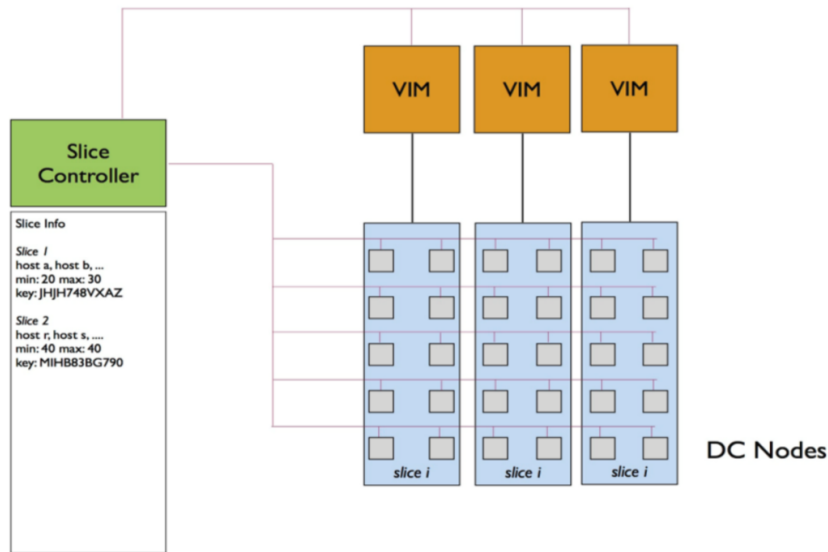 VIM
VIM
VIM
Slice
Controller
Slice Info
Slice 1
host a, host b, ...
min: 20 max: 30
key: JHJH748VXAZ
Slice 2
host r, host s, ....
min: 40 max: 40
key: MIHB83BG790
slice i
slice i
slice i
DC Nodes